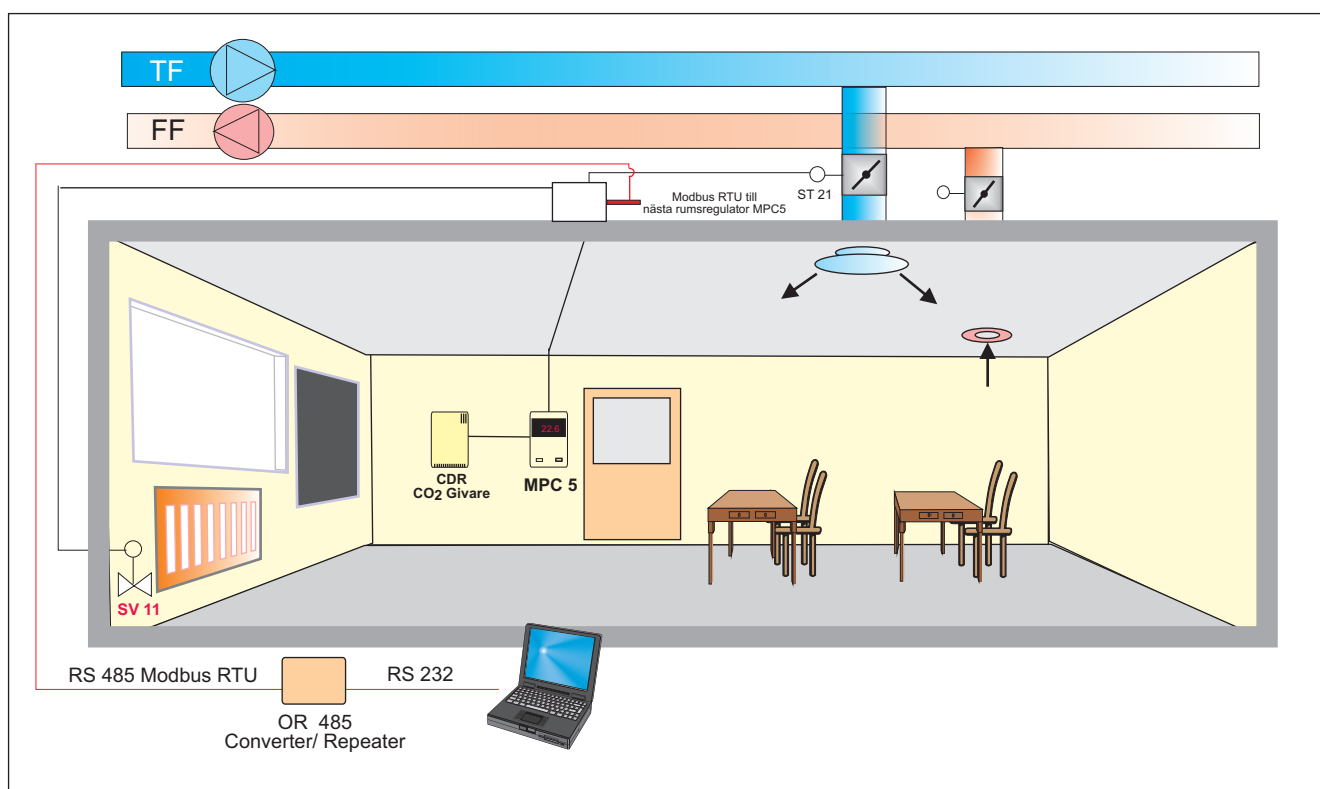 TF
FF
ST 21
Modbus RTU till
nästa rumsregulator MPC5
22.6
CDR
CO2 Givare
MPC 5
SV 11
RS 485 Modbus RTU
RS 232
OR 485
Converter/ Repeater